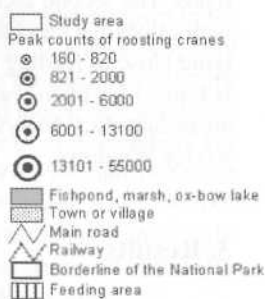 Study area
Peak counts of roosting cranes
160 - 820
821 - 2000
2001 - 6000
6001 - 13100
13101 - 55000
Fishpond, marsh, ox-bow lake
Town or village
Main road
Railway
Borderline of the National Park
Feeding area